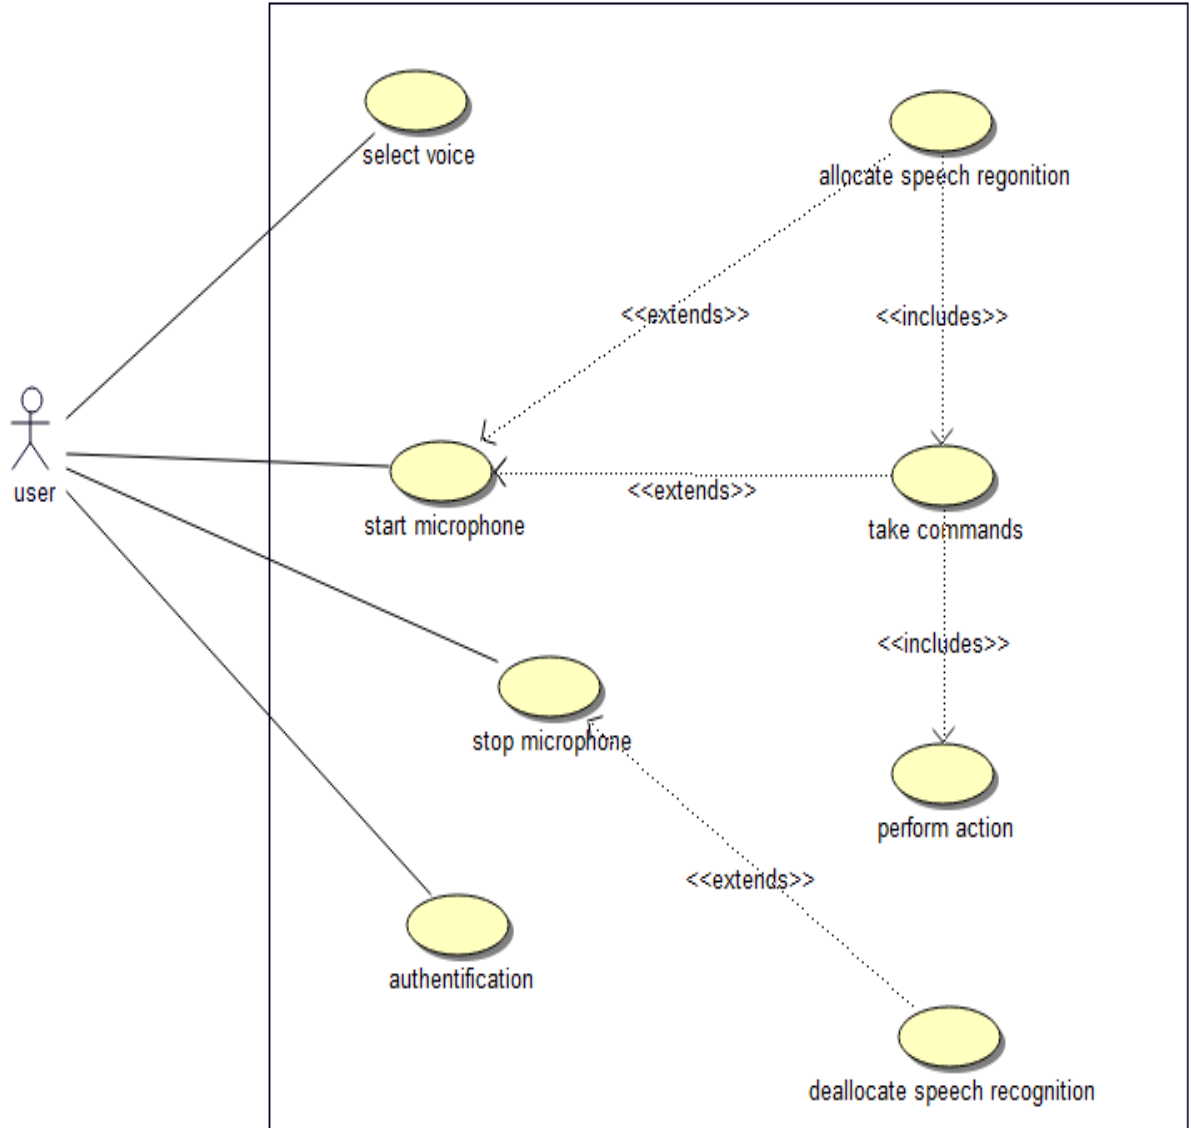 select voice
allocate speech regonition
<<extends>>
<<includes>>
user
start microphone
<<extends>>
take commands
<<includes>>
stop microphone
perform action
<<extends>>
authentification
deallocate speech recognition